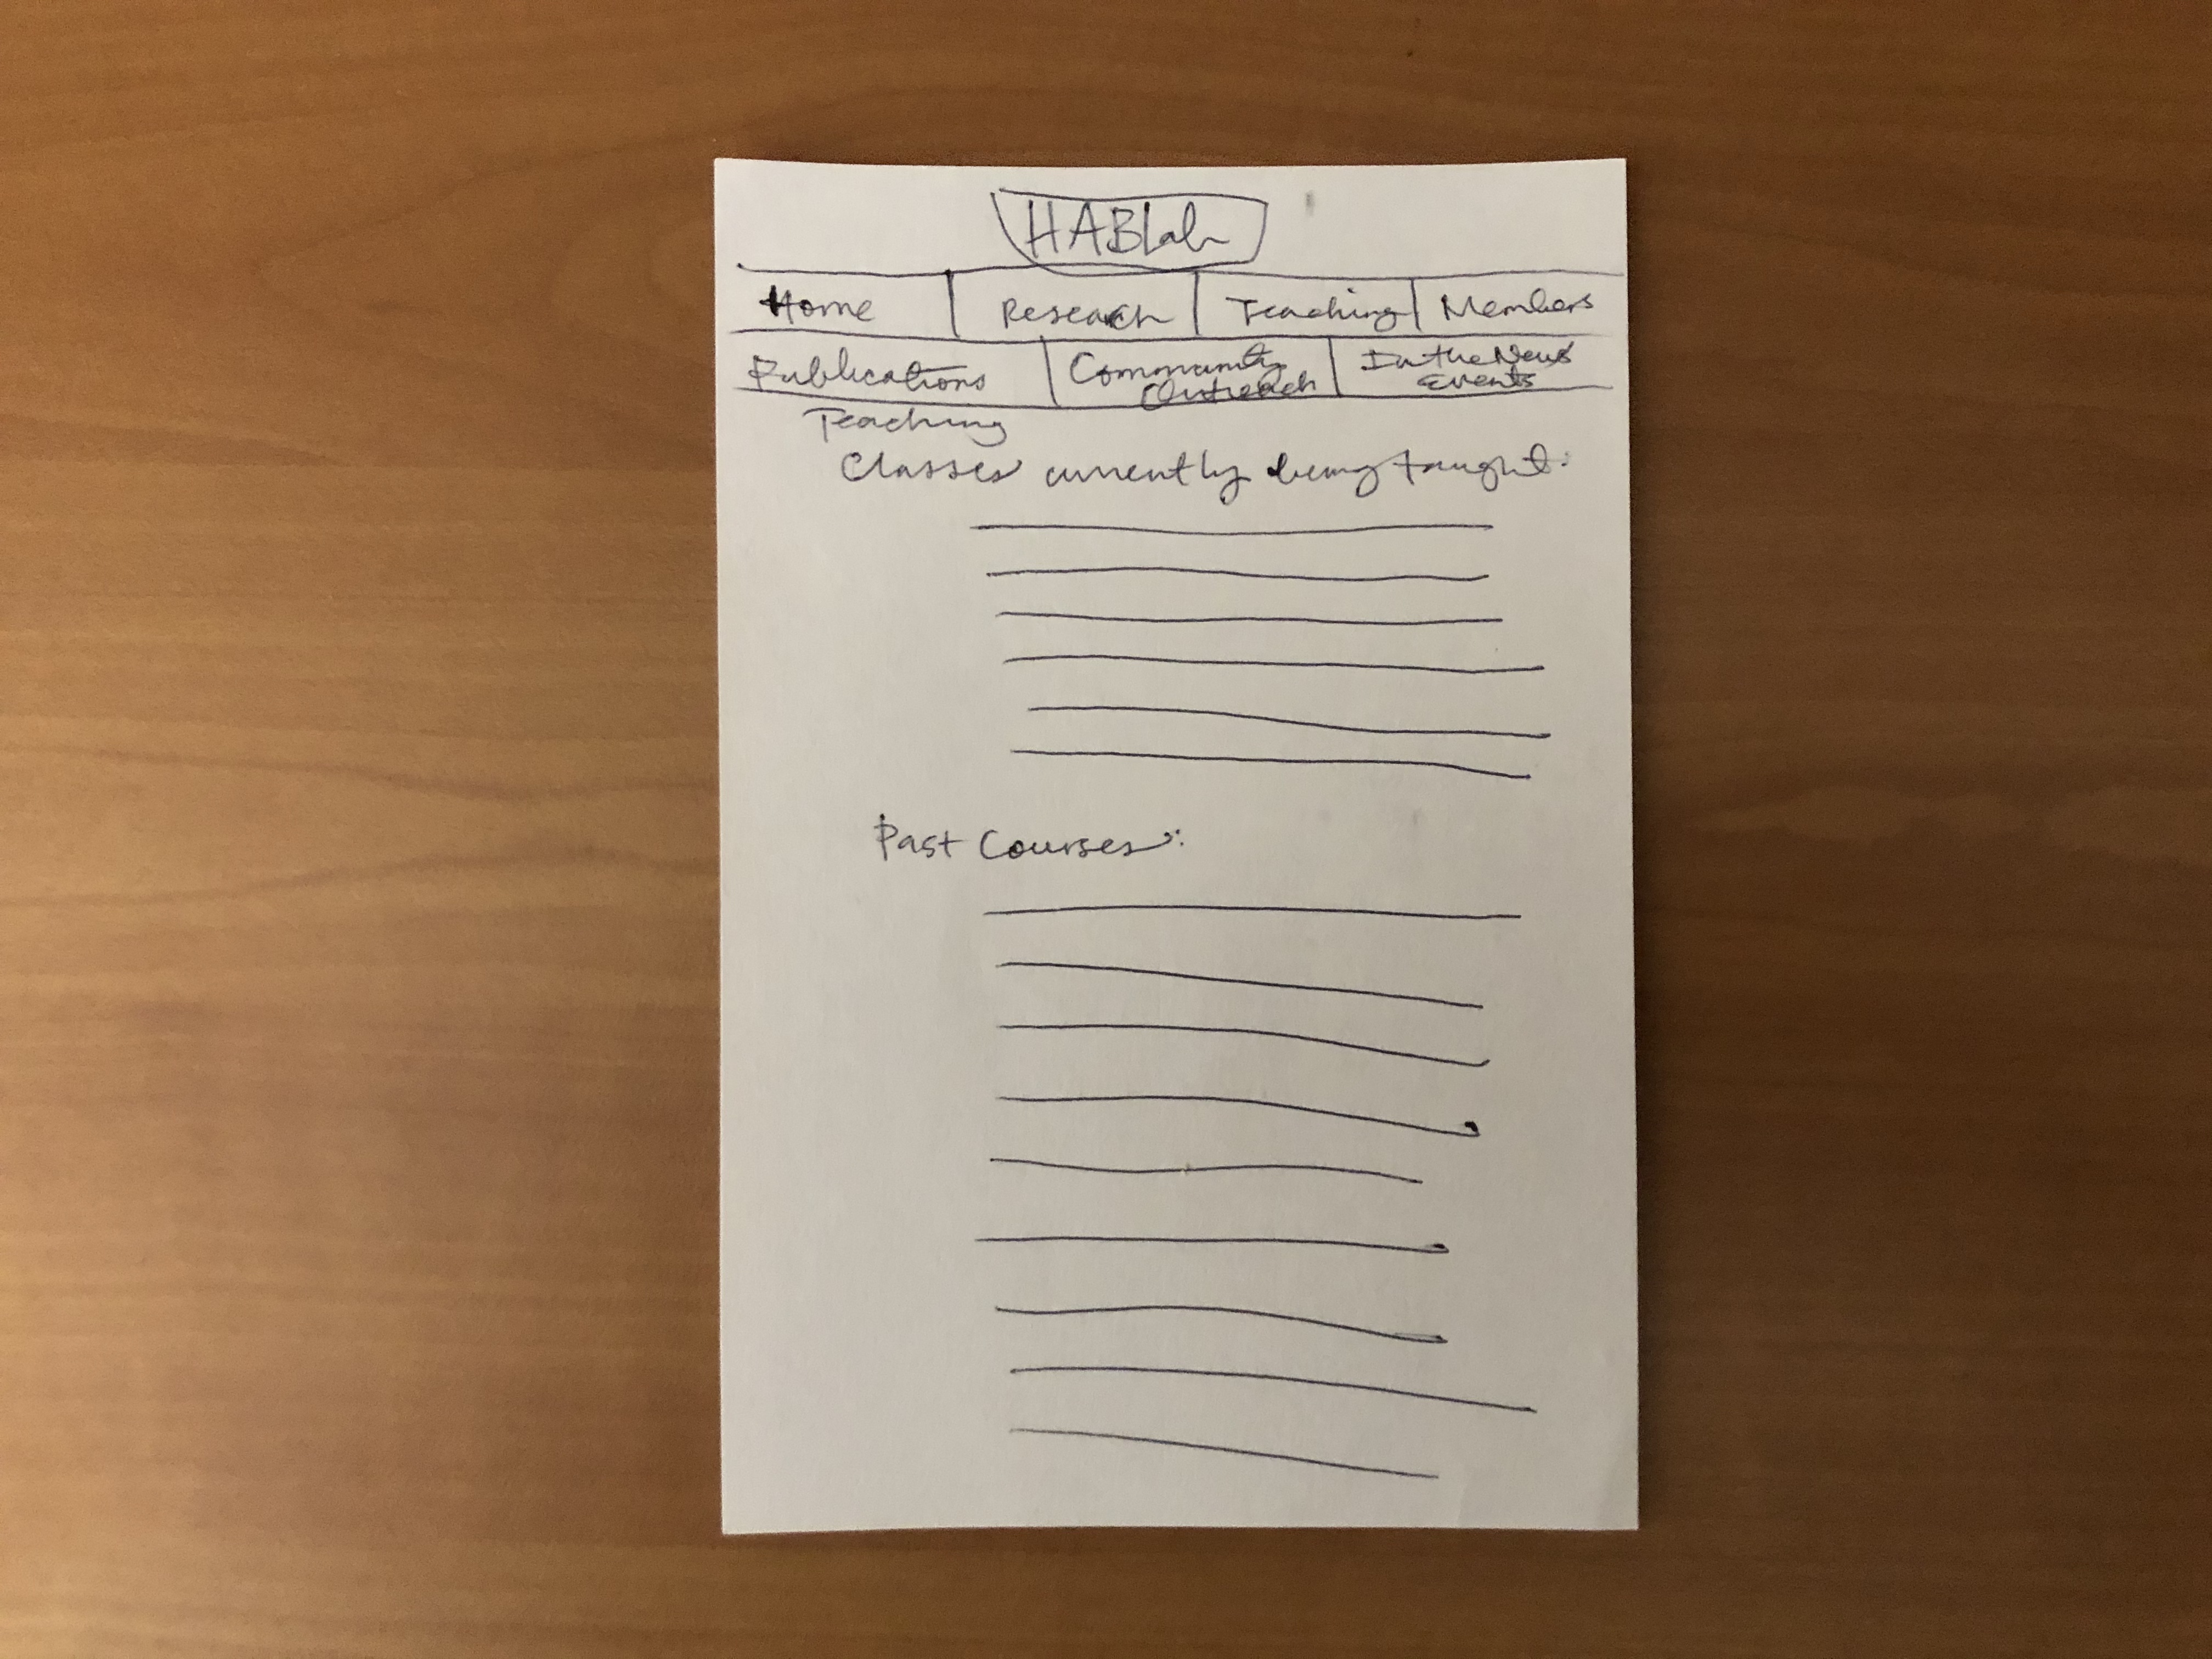 HABLab
Home Research Teaching Members
Publications Community Outreach In the News Events
Teaching
Classes currently being taught:
Past Courses: